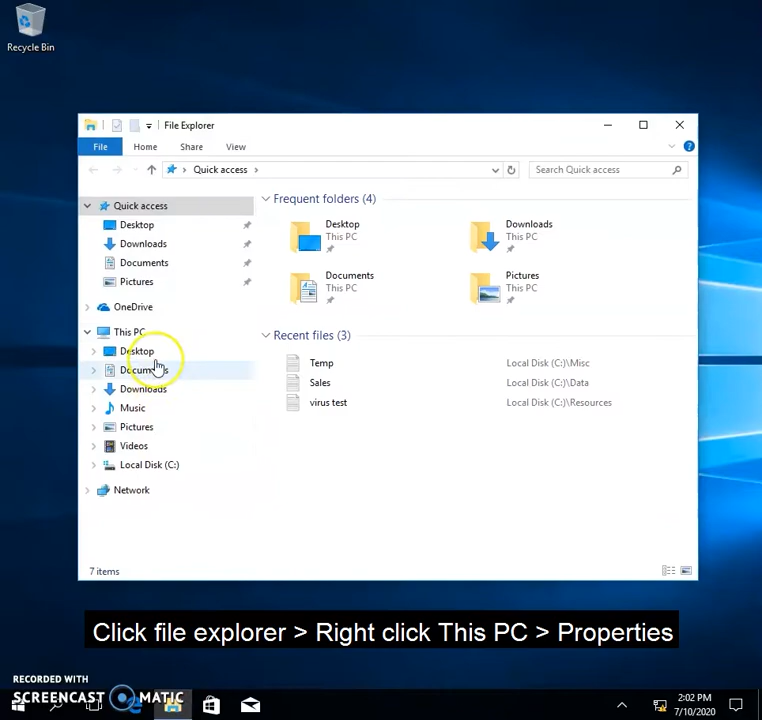 Recycle Bin
File Explorer
File Home Share View
Quick access Search Quick access
Quick access
Desktop
Downloads
Documents
Pictures
OneDrive
This PC
Desktop
Documents
Downloads
Music
Pictures
Videos
Local Disk (C:)
Network
Frequent folders (4)
Desktop
This PC
Downloads
This PC
Documents
This PC
Pictures
This PC
Recent files (3)
Temp Local Disk (C:)\Misc
Sales Local Disk (C:)\Data
virus test Local Disk (C:)\Resources
7 items
Click file explorer > Right click This PC > Properties
RECORDED WITH
SCREENCAST MATIC
2:02 PM
7/10/2020